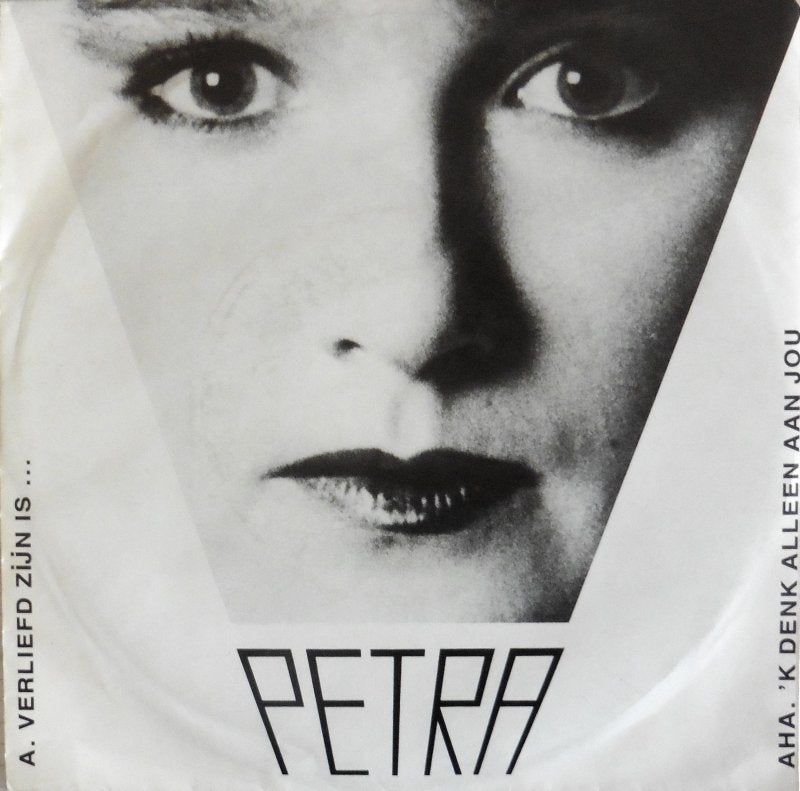 A. VERLIEFD ZiJN IS ...
AHA. 'K DENK ALLEEN AAN JOU
PETRA